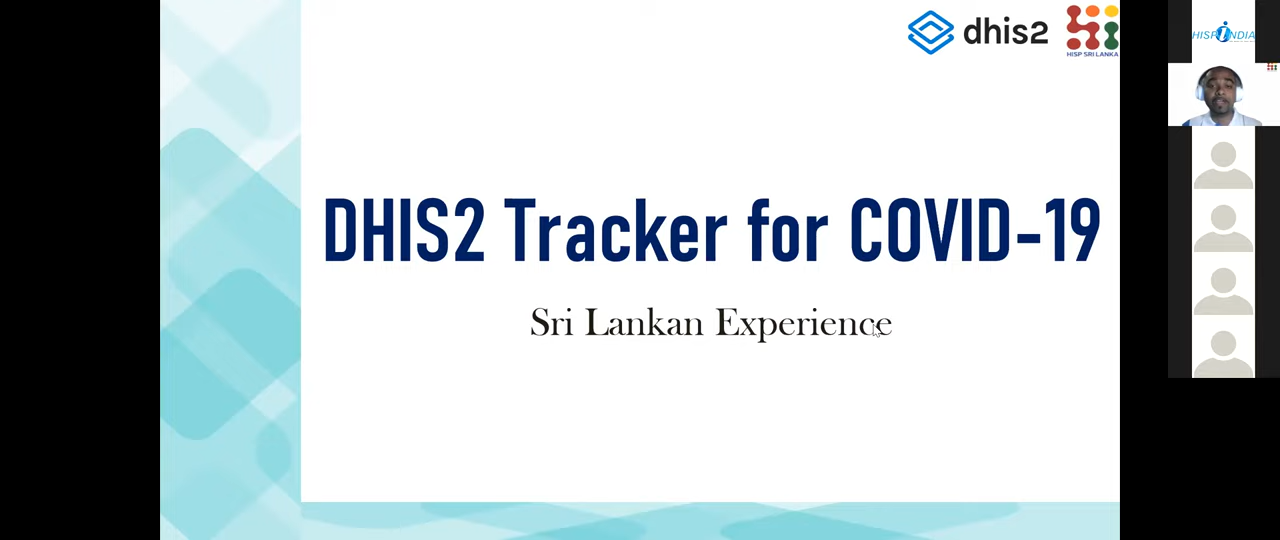 dhis2
HISP SRI LANKA
HISP INDIA
DHIS2 Tracker for COVID-19
Sri Lankan Experience